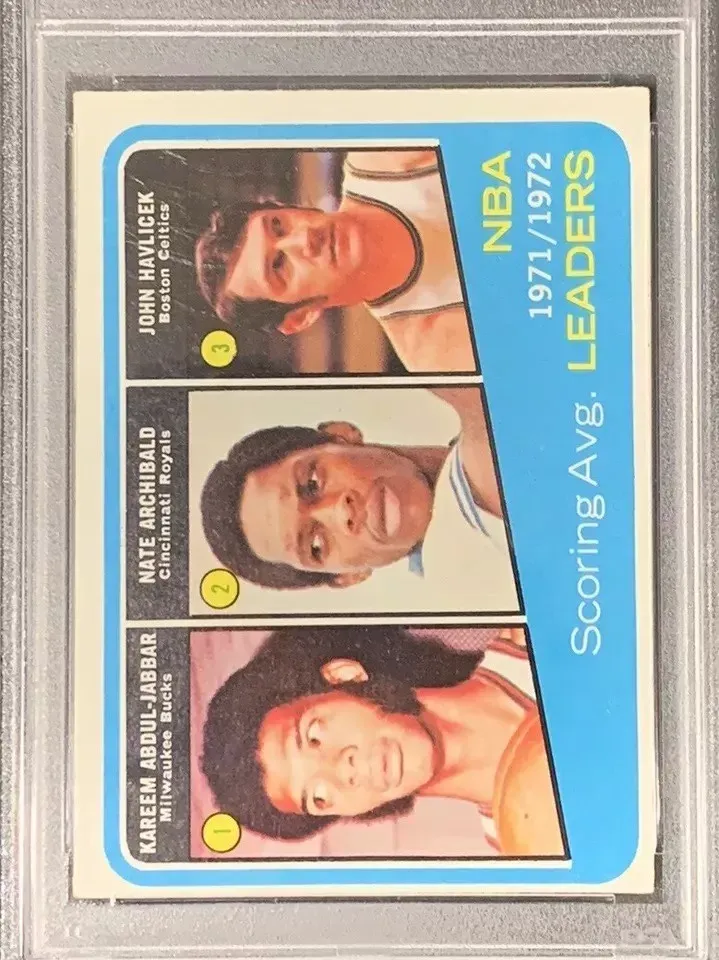 KAREEM ABDUL-JABBAR
Milwaukee Bucks
1
NATE ARCHIBALD
Cincinnati Royals
2
JOHN HAVLICEK
Boston Celtics
3
NBA
1971/1972
Scoring Avg. LEADERS